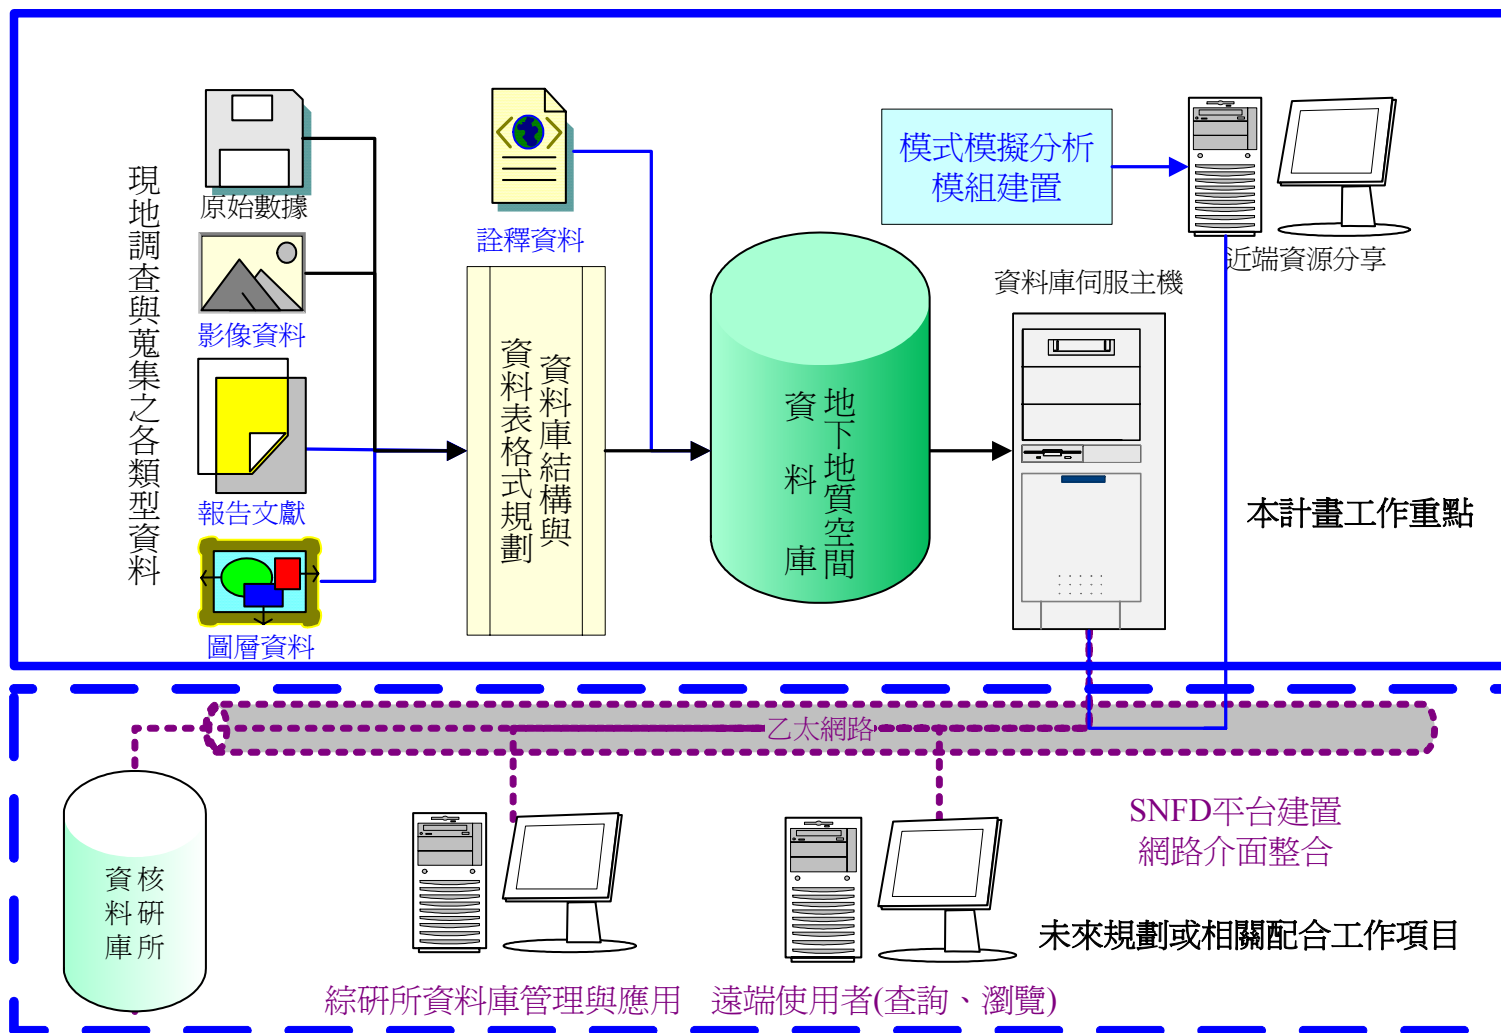 現地調查與蒐集之各類型資料
原始數據
影像資料
報告文獻
圖層資料
詮釋資料
資料庫結構與
資料表格式規劃
地下地質空間
資料庫
模式模擬分析
模組建置
近端資源分享
資料庫伺服主機
本計畫工作重點
乙太網路
SNFD平台建置
網路介面整合
核研所
資料庫
未來規劃或相關配合工作項目
綜研所資料庫管理與應用
遠端使用者(查詢、瀏覽)